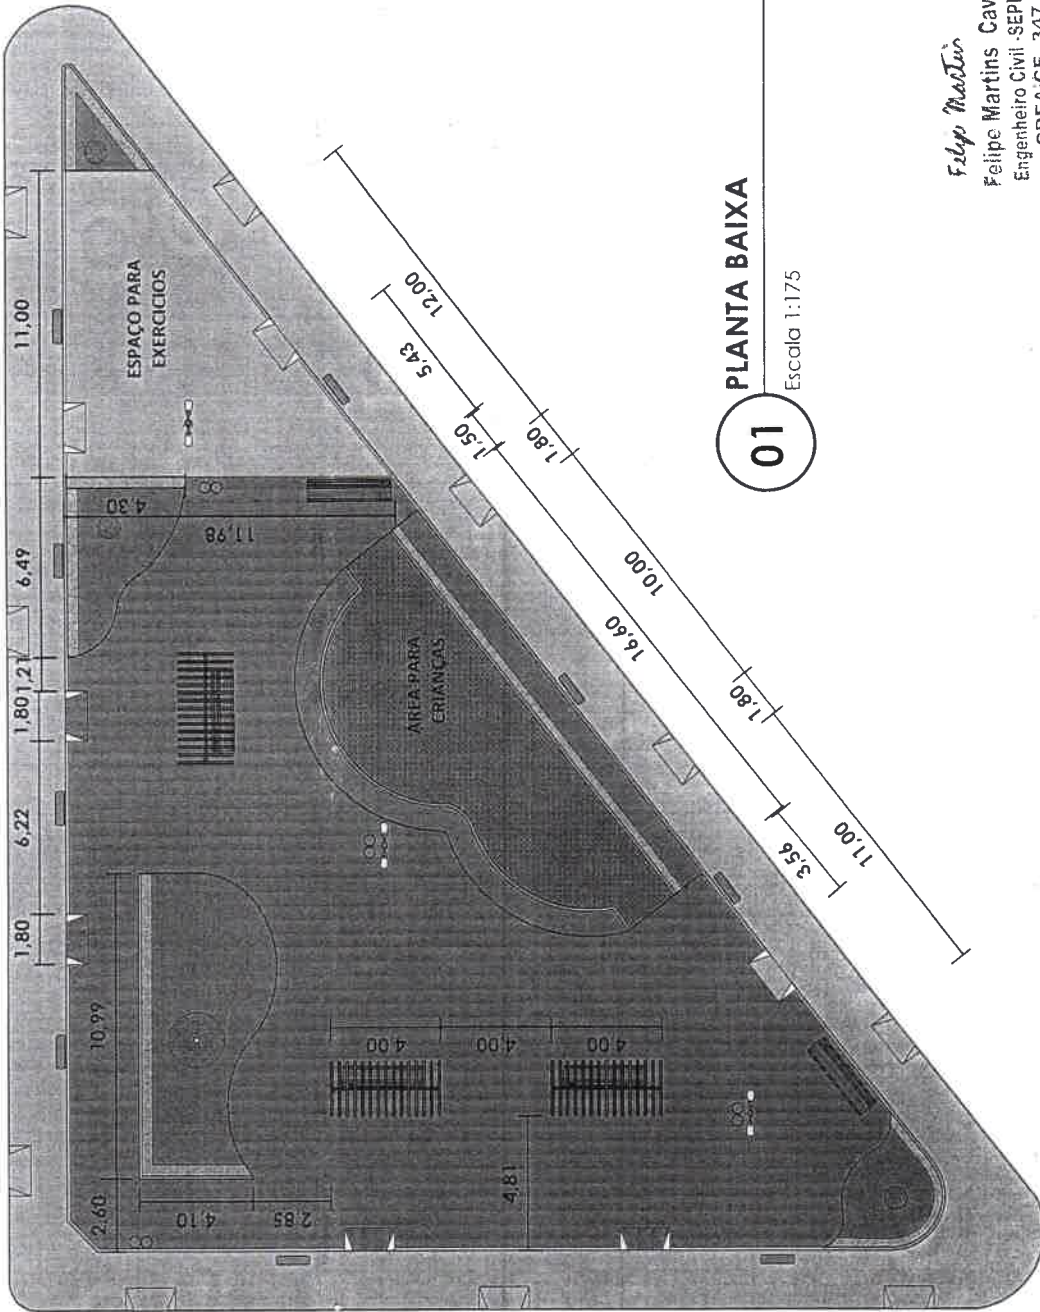 11,00
6,49
1,21
1,80
6,22
1,80
10.99
2.60
4,10
2,85
4,30
11,98
ESPAÇO PARA
EXERCICIOS
ÁREA PARA
CRIANÇAS
4,00
4,00
4,00
4,81
12,00
5,43
1,50
1,80
10,00
16,60
1,80
3,56
11,00
01
PLANTA BAIXA
Escala 1:175
Felipe Martins
Felipe Martins
Engenheiro Civil -SEP